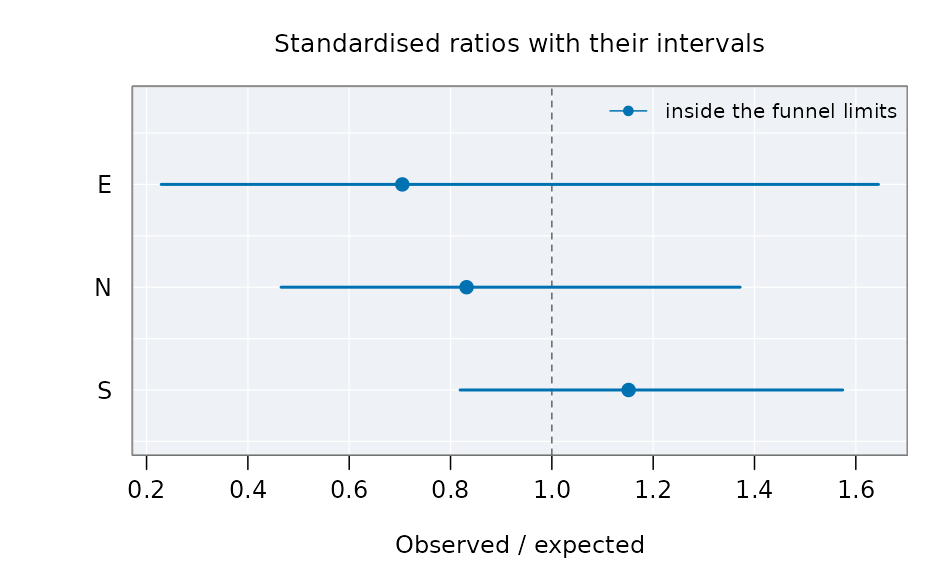 Standardised ratios with their intervals
inside the funnel limits
E
N
S
0.2 0.4 0.6 0.8 1.0 1.2 1.4 1.6
Observed / expected